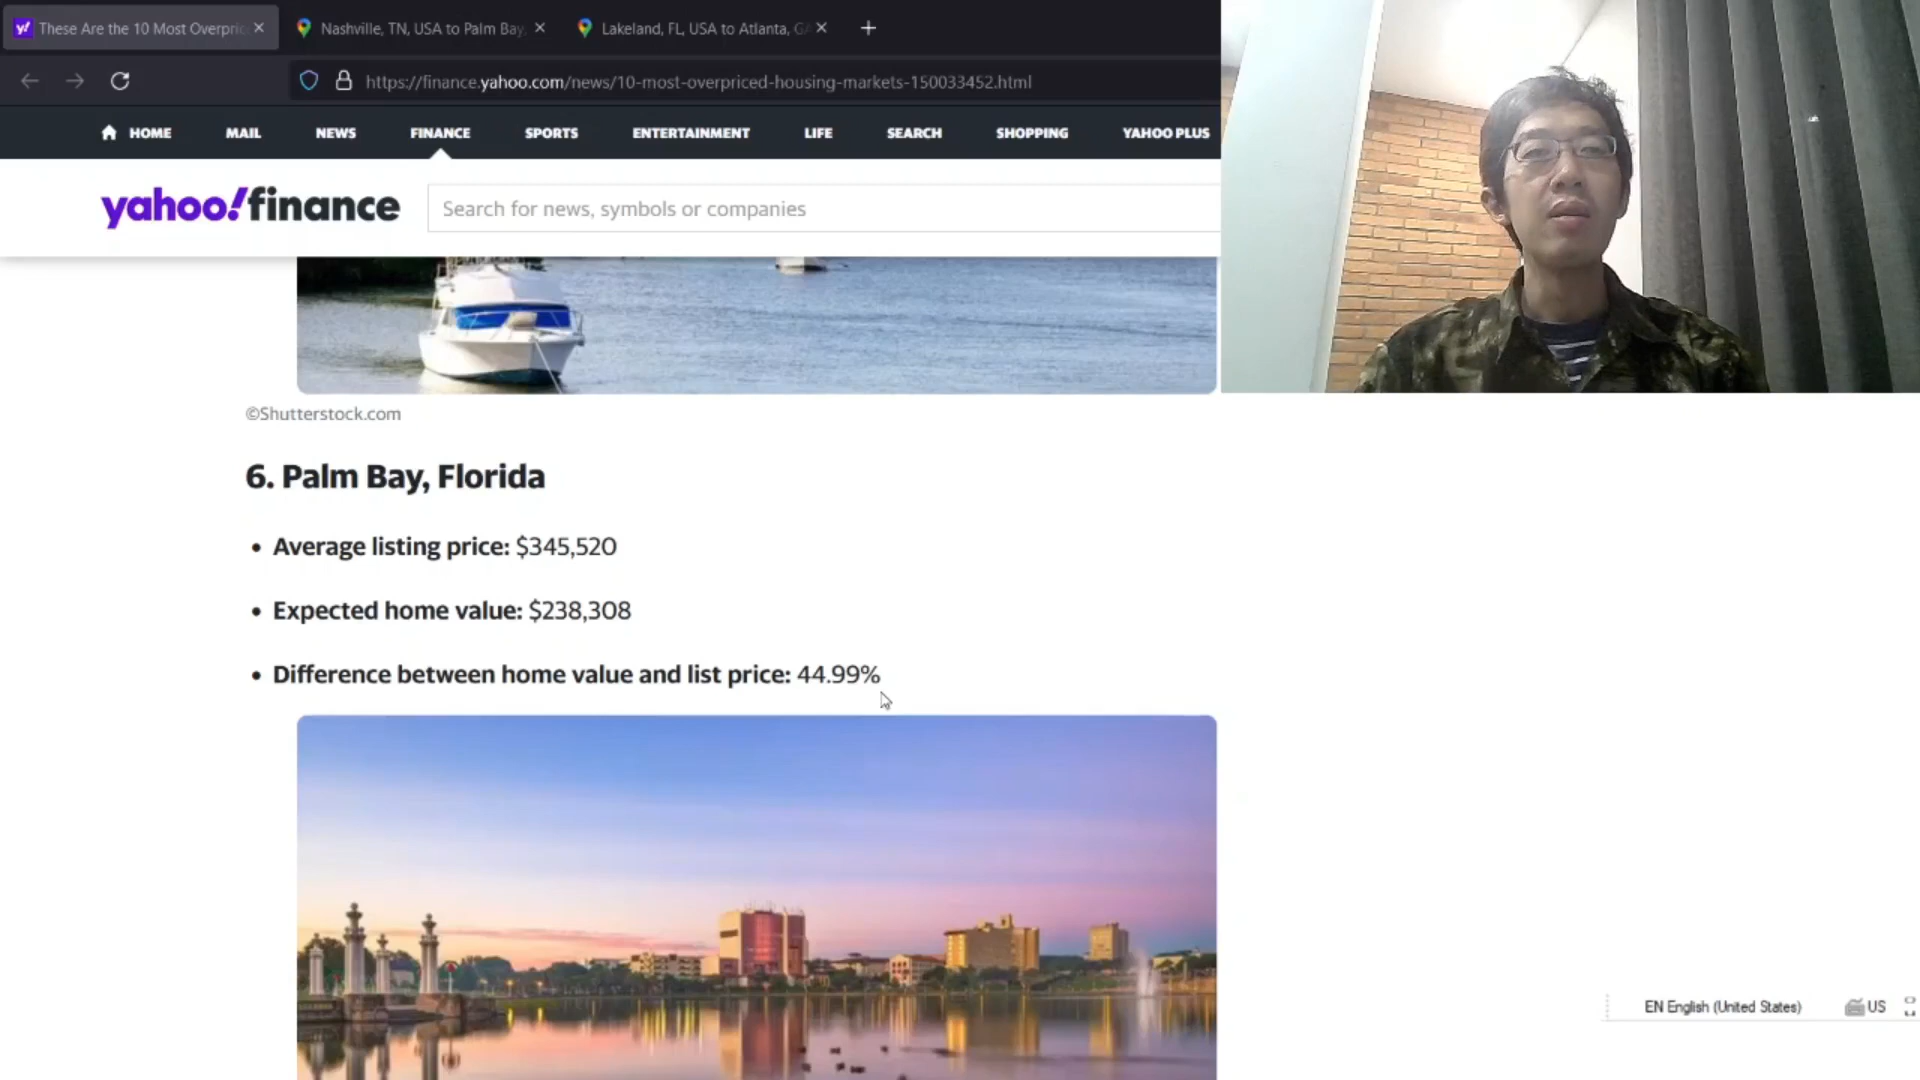 These Are the 10 Most Overpric
Nashville, TN, USA to Palm Bay,
Lakeland, FL, USA to Atlanta, GA
https://finance.yahoo.com/news/10-most-overpriced-housing-markets-150033452.html
HOME MAIL NEWS FINANCE SPORTS ENTERTAINMENT LIFE SEARCH SHOPPING YAHOO PLUS
yahoo!finance
Search for news, symbols or companies
©Shutterstock.com
6. Palm Bay, Florida
• Average listing price: $345,520
• Expected home value: $238,308
• Difference between home value and list price: 44.99%
EN English (United States) US